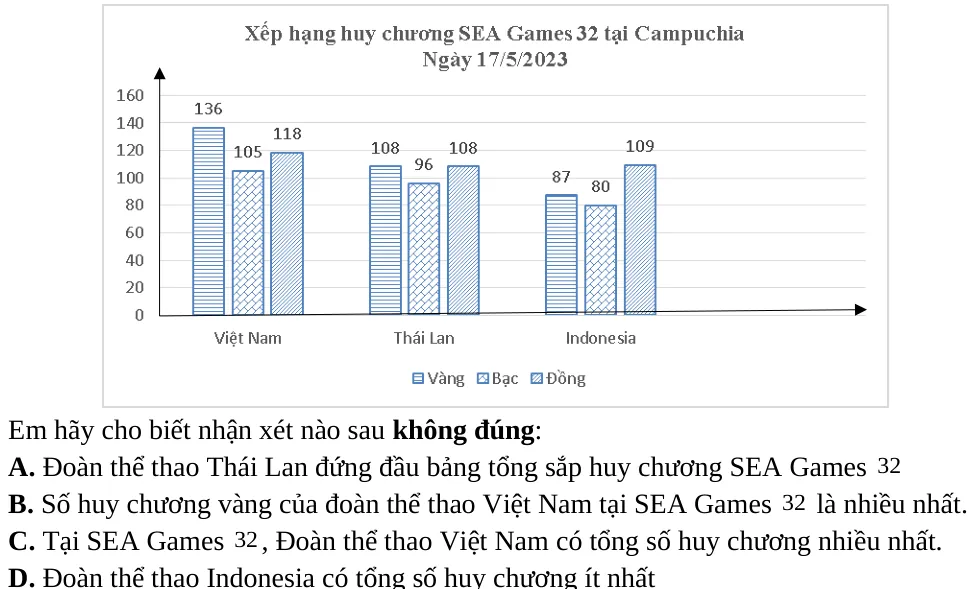 Xếp hạng huy chương SEA Games 32 tại Campuchia
Ngày 17/5/2023
160
140
120
100
80
60
40
20
0
136
105
118
108
96
108
87
80
109
Việt Nam
Thái Lan
Indonesia
Vàng Bạc Đồng
Em hãy cho biết nhận xét nào sau không đúng:
A. Đoàn thể thao Thái Lan đứng đầu bảng tổng sắp huy chương SEA Games 32
B. Số huy chương vàng của đoàn thể thao Việt Nam tại SEA Games 32 là nhiều nhất.
C. Tại SEA Games 32, Đoàn thể thao Việt Nam có tổng số huy chương nhiều nhất.
D. Đoàn thể thao Indonesia có tổng số huy chương ít nhất